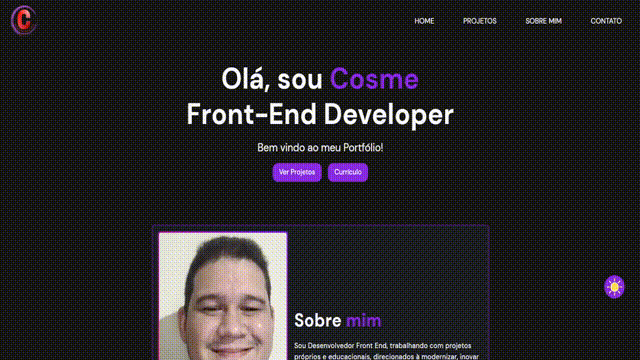 C
HOME PROJETOS SOBRE MIM CONTATO
Olá, sou Cosme
Front-End Developer
Bem vindo ao meu Portfólio!
Ver Projetos Currículo
Sobre mim
Sou Desenvolvedor Front End, trabalhando com projetos
próprios e educacionais, direcionados à modernizar, inovar